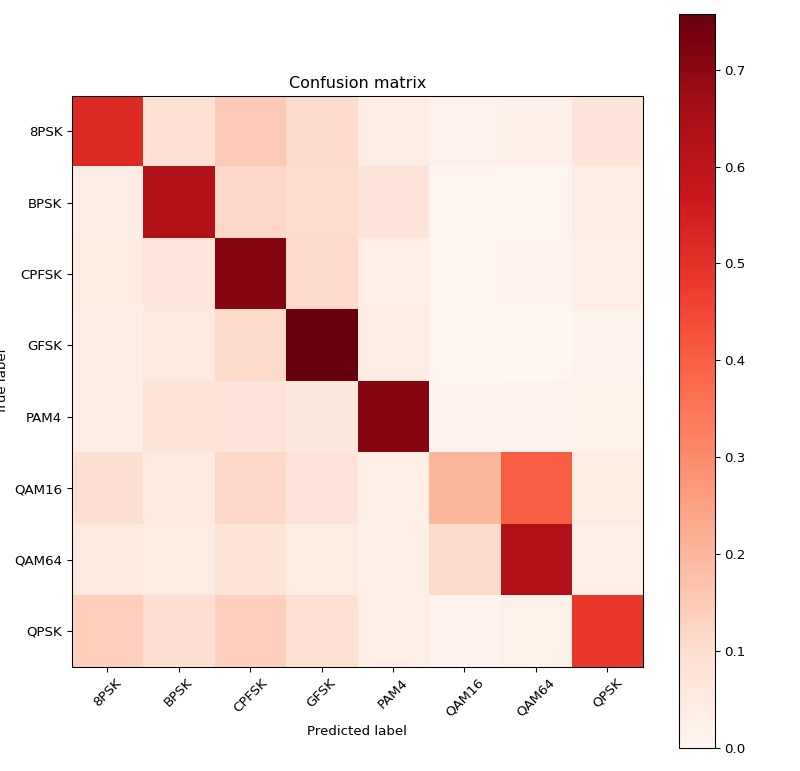 Confusion matrix
8PSK
BPSK
CPFSK
GFSK
PAM4
QAM16
QAM64
QPSK
8PSK BPSK CPFSK GFSK PAM4 QAM16 QAM64 QPSK
Predicted label
label
0.7
0.6
0.5
0.4
0.3
0.2
0.1
0.0